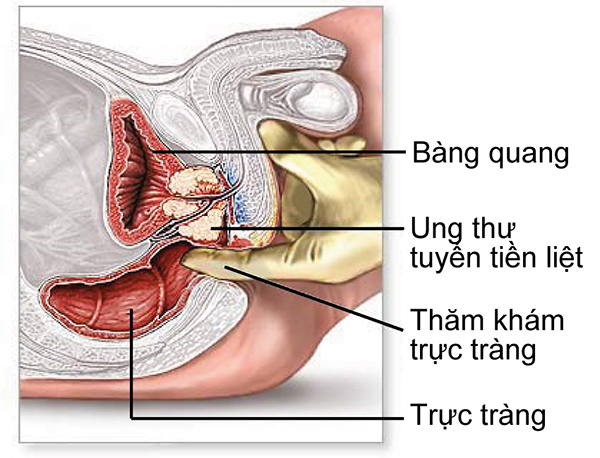 Bàng quang
Ung thư
tuyến tiền liệt
Thăm khám
trực tràng
Trực tràng